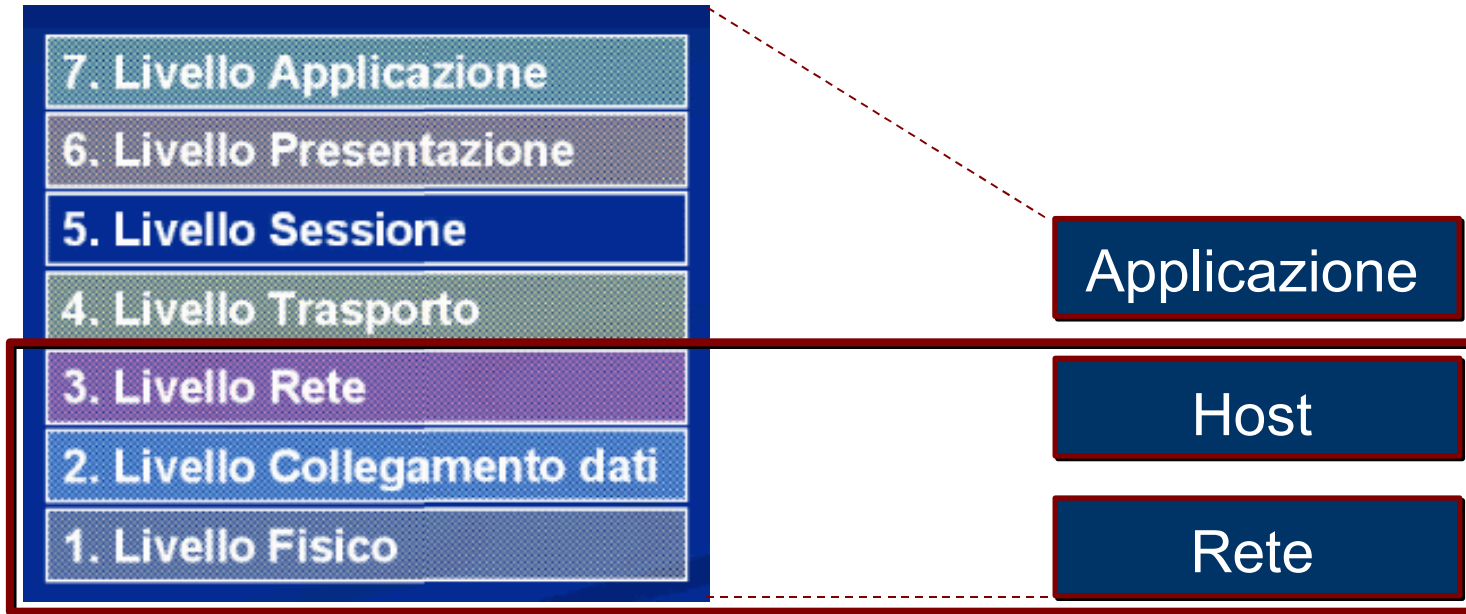 7. Livello Applicazione
6. Livello Presentazione
5. Livello Sessione
4. Livello Trasporto
3. Livello Rete
2. Livello Collegamento dati
1. Livello Fisico
Applicazione
Host
Rete